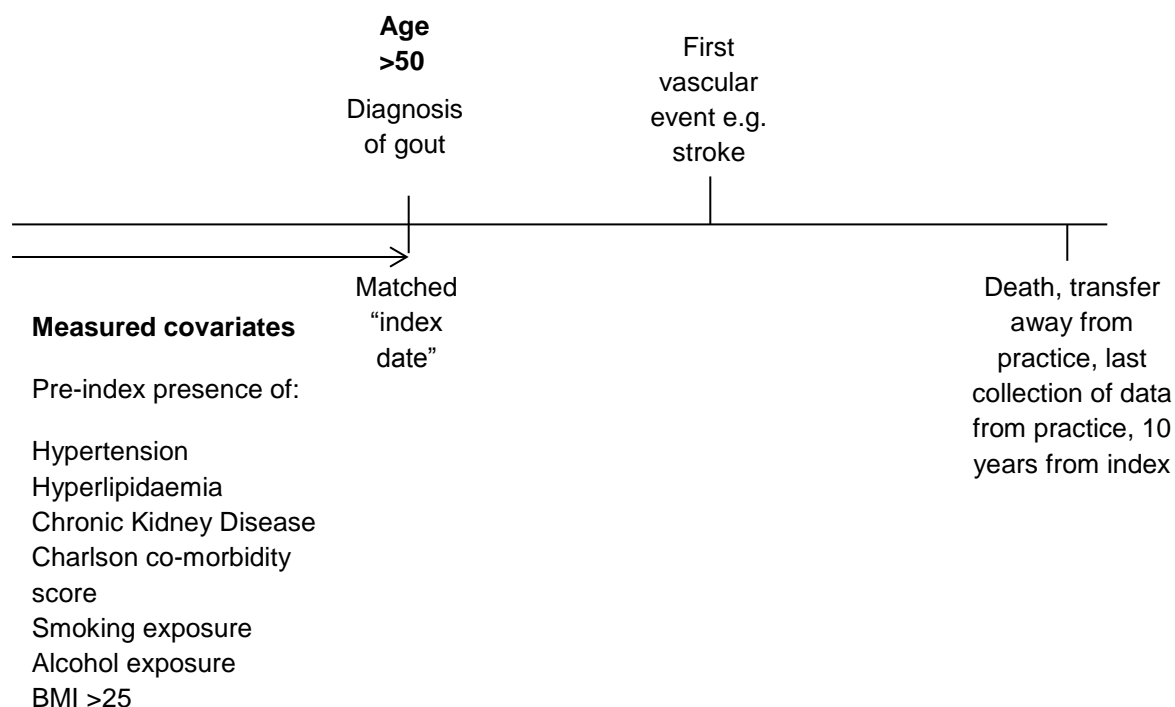 Age
>50
Diagnosis
of gout
First
vascular
event e.g.
stroke
Matched
“index
date”
Death, transfer
away from
practice, last
collection of data
from practice, 10
years from index
Measured covariates
Pre-index presence of:
Hypertension
Hyperlipidaemia
Chronic Kidney Disease
Charlson co-morbidity
score
Smoking exposure
Alcohol exposure
BMI >25